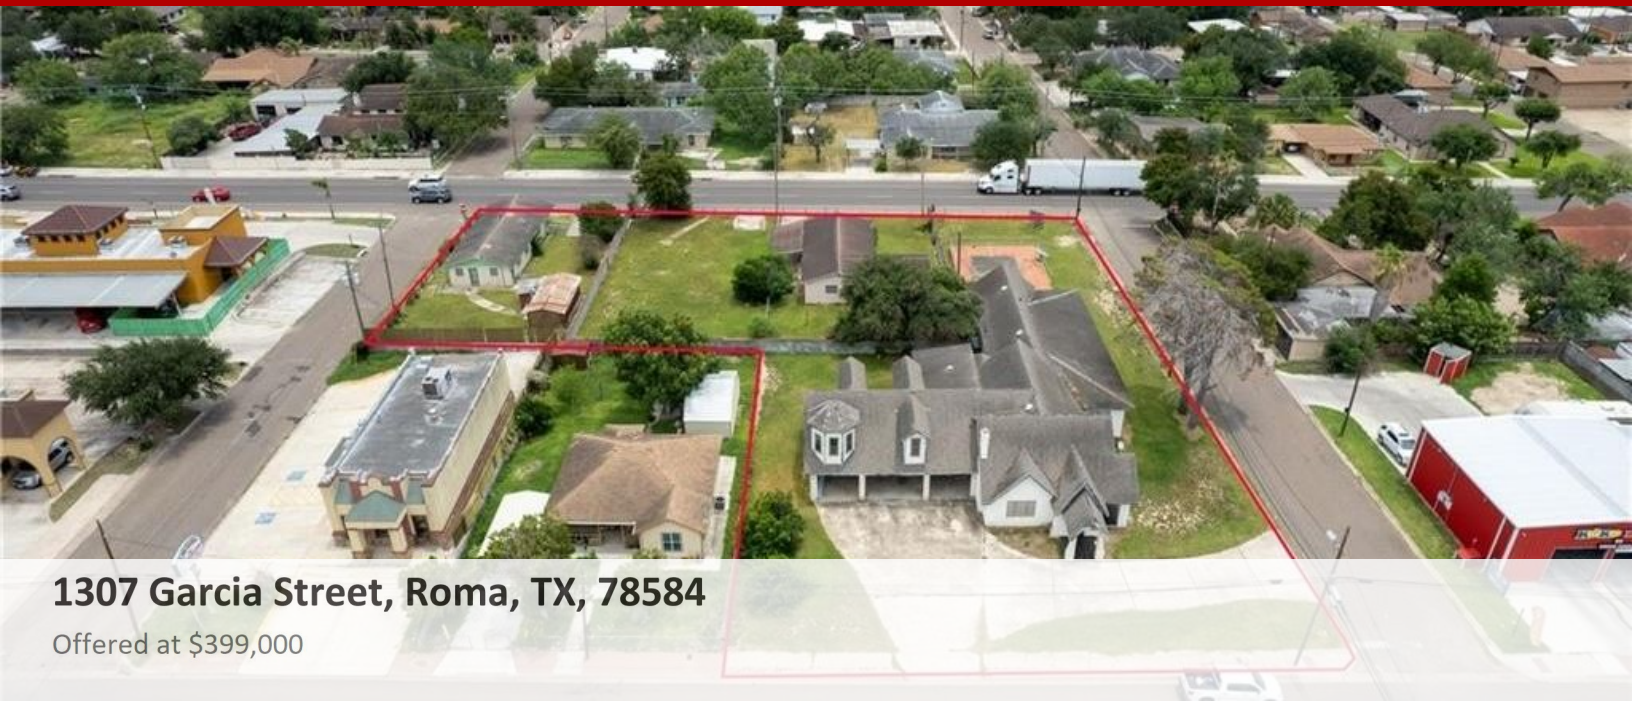 1307 Garcia Street, Roma, TX, 78584
Offered at $399,000